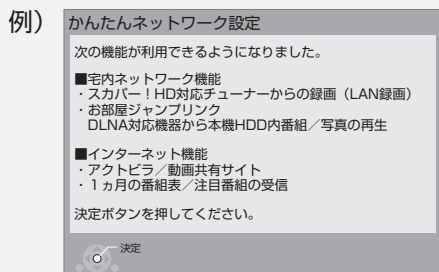 例）
かんたんネットワーク設定
次の機能が利用できるようになりました。
■宅内ネットワーク機能
・スカパー！HD対応チューナーからの録画（LAN録画）
・お部屋ジャンプリンク
DLNA対応機器から本機HDD内番組／写真の再生
■インターネット機能
・アクトビラ／動画共有サイト
・１ヵ月の番組表／注目番組の受信
決定ボタンを押してください。
決定